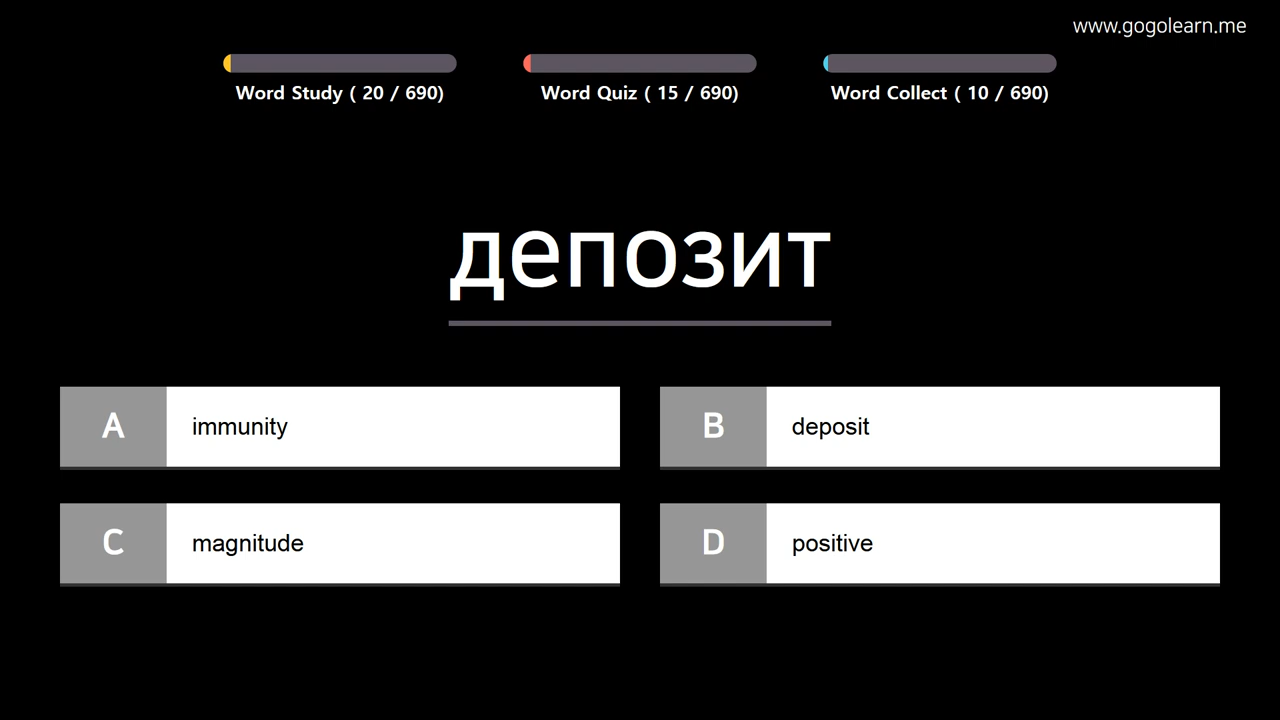 www.gogolearn.me
Word Study ( 20 / 690)
Word Quiz ( 15 / 690)
Word Collect ( 10 / 690)
депозит
A immunity
B deposit
C magnitude
D positive